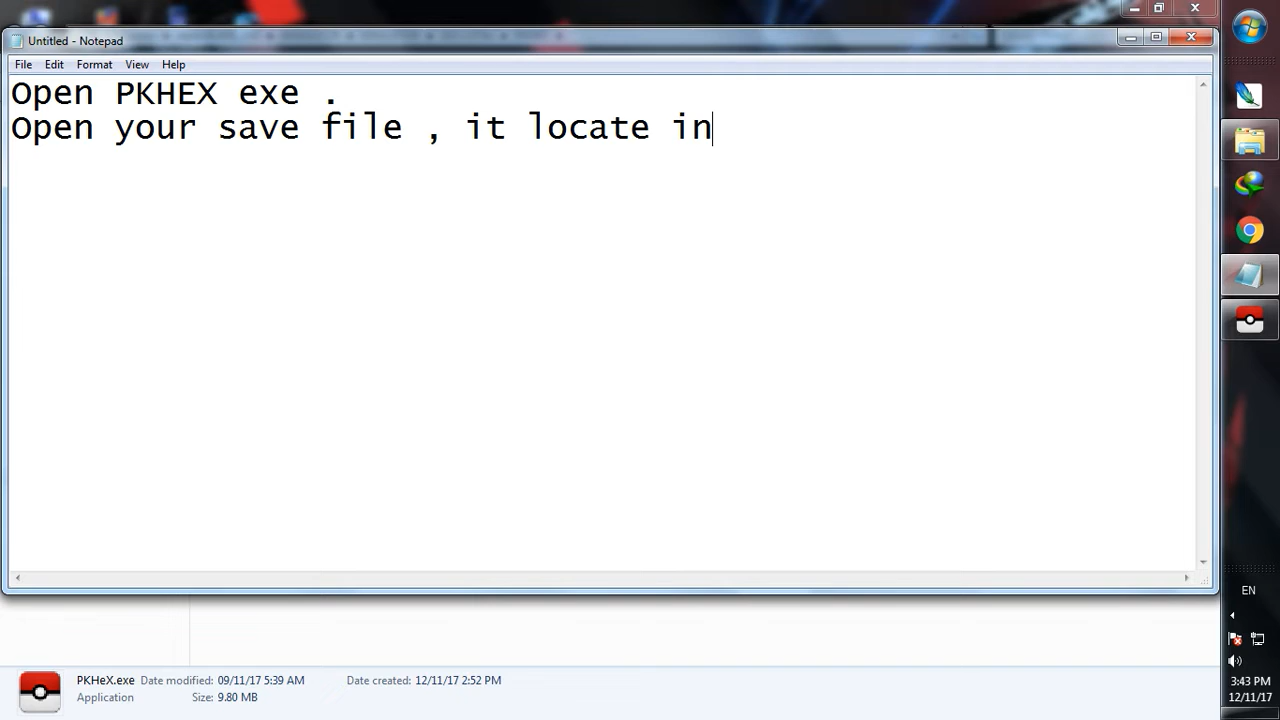 Untitled - Notepad
File Edit Format View Help
Open PKHEX exe .
Open your save file , it locate in
EN
PKHeX.exe Date modified: 09/11/17 5:39 AM Date created: 12/11/17 2:52 PM
Application Size: 9.80 MB
3:43 PM
12/11/17